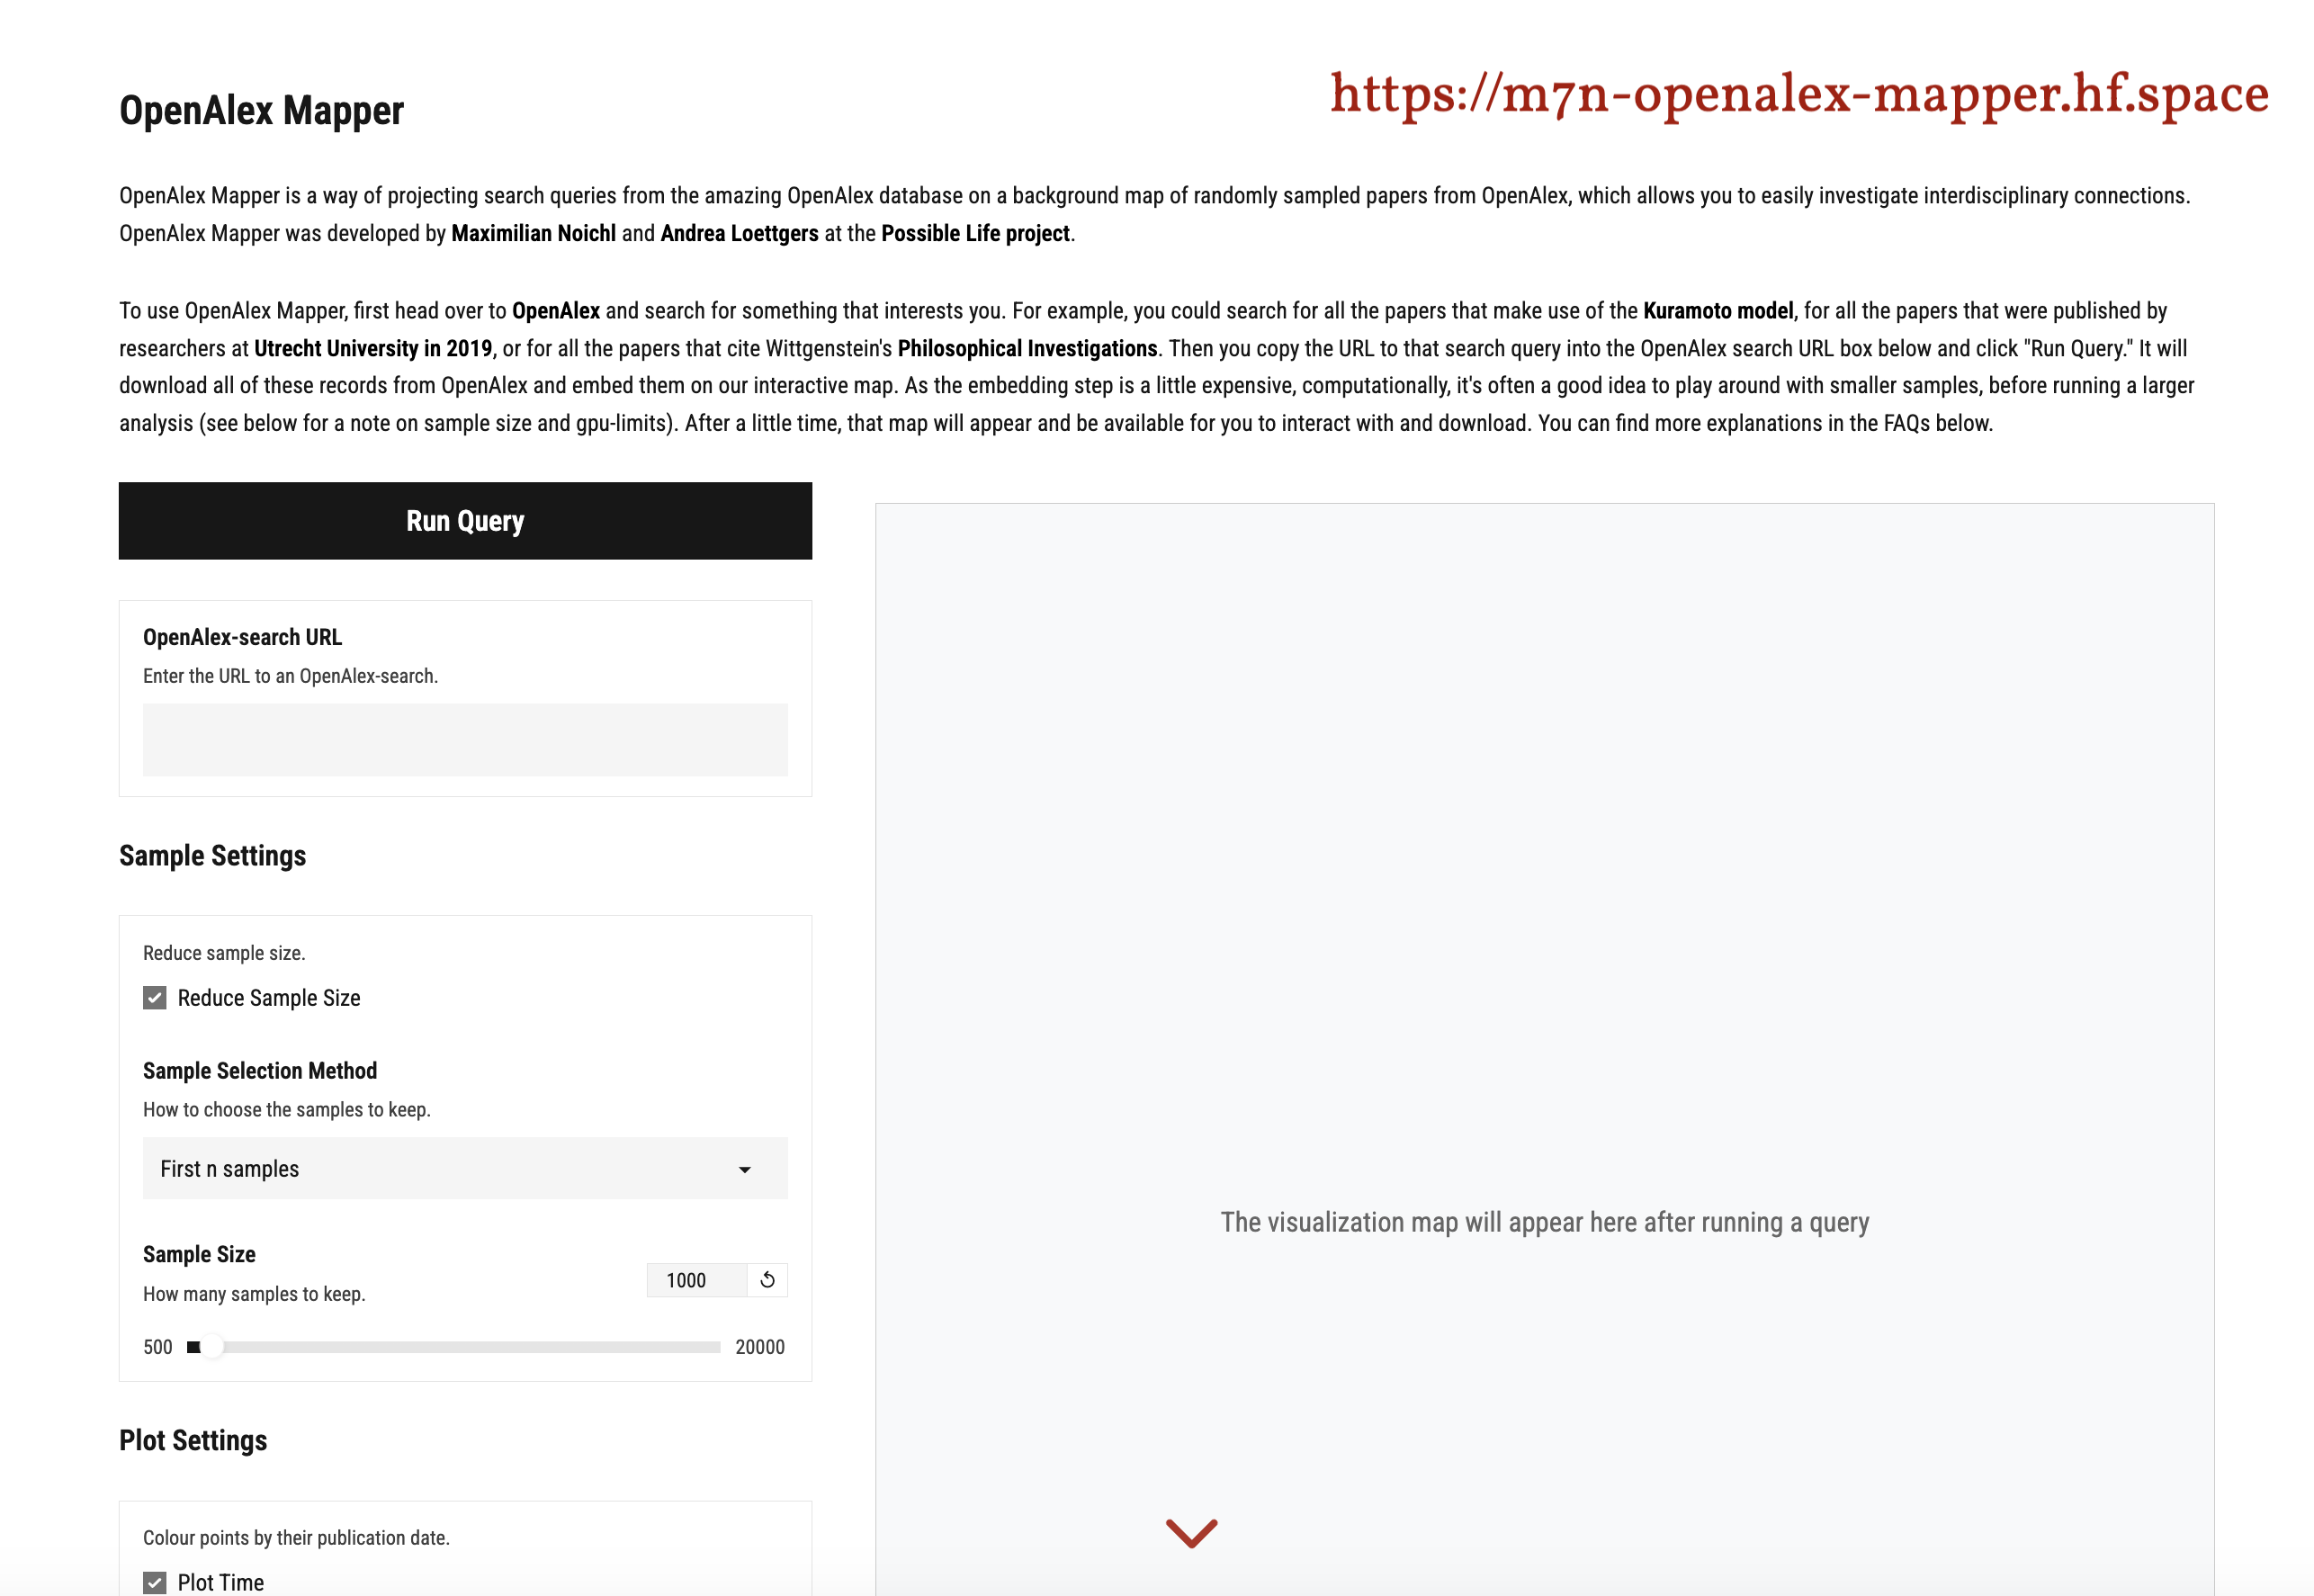 OpenAlex Mapper
https://m7n-openalex-mapper.hf.space
OpenAlex Mapper is a way of projecting search queries from the amazing OpenAlex database on a background map of randomly sampled papers from OpenAlex, which allows you to easily investigate interdisciplinary connections.
OpenAlex Mapper was developed by Maximilian Noichl and Andrea Loettgers at the Possible Life project.
To use OpenAlex Mapper, first head over to OpenAlex and search for something that interests you. For example, you could search for all the papers that make use of the Kuramoto model, for all the papers that were published by
researchers at Utrecht University in 2019, or for all the papers that cite Wittgenstein's Philosophical Investigations. Then you copy the URL to that search query into the OpenAlex search URL box below and click "Run Query." It will
download all of these records from OpenAlex and embed them on our interactive map. As the embedding step is a little expensive, computationally, it's often a good idea to play around with smaller samples, before running a larger
analysis (see below for a note on sample size and gpu-limits). After a little time, that map will appear and be available for you to interact with and download. You can find more explanations in the FAQs below.
Run Query
OpenAlex-search URL
Enter the URL to an OpenAlex-search.
Sample Settings
Reduce sample size.
Reduce Sample Size
Sample Selection Method
How to choose the samples to keep.
First n samples
Sample Size
How many samples to keep.
1000
500
20000
Plot Settings
Colour points by their publication date.
Plot Time
The visualization map will appear here after running a query